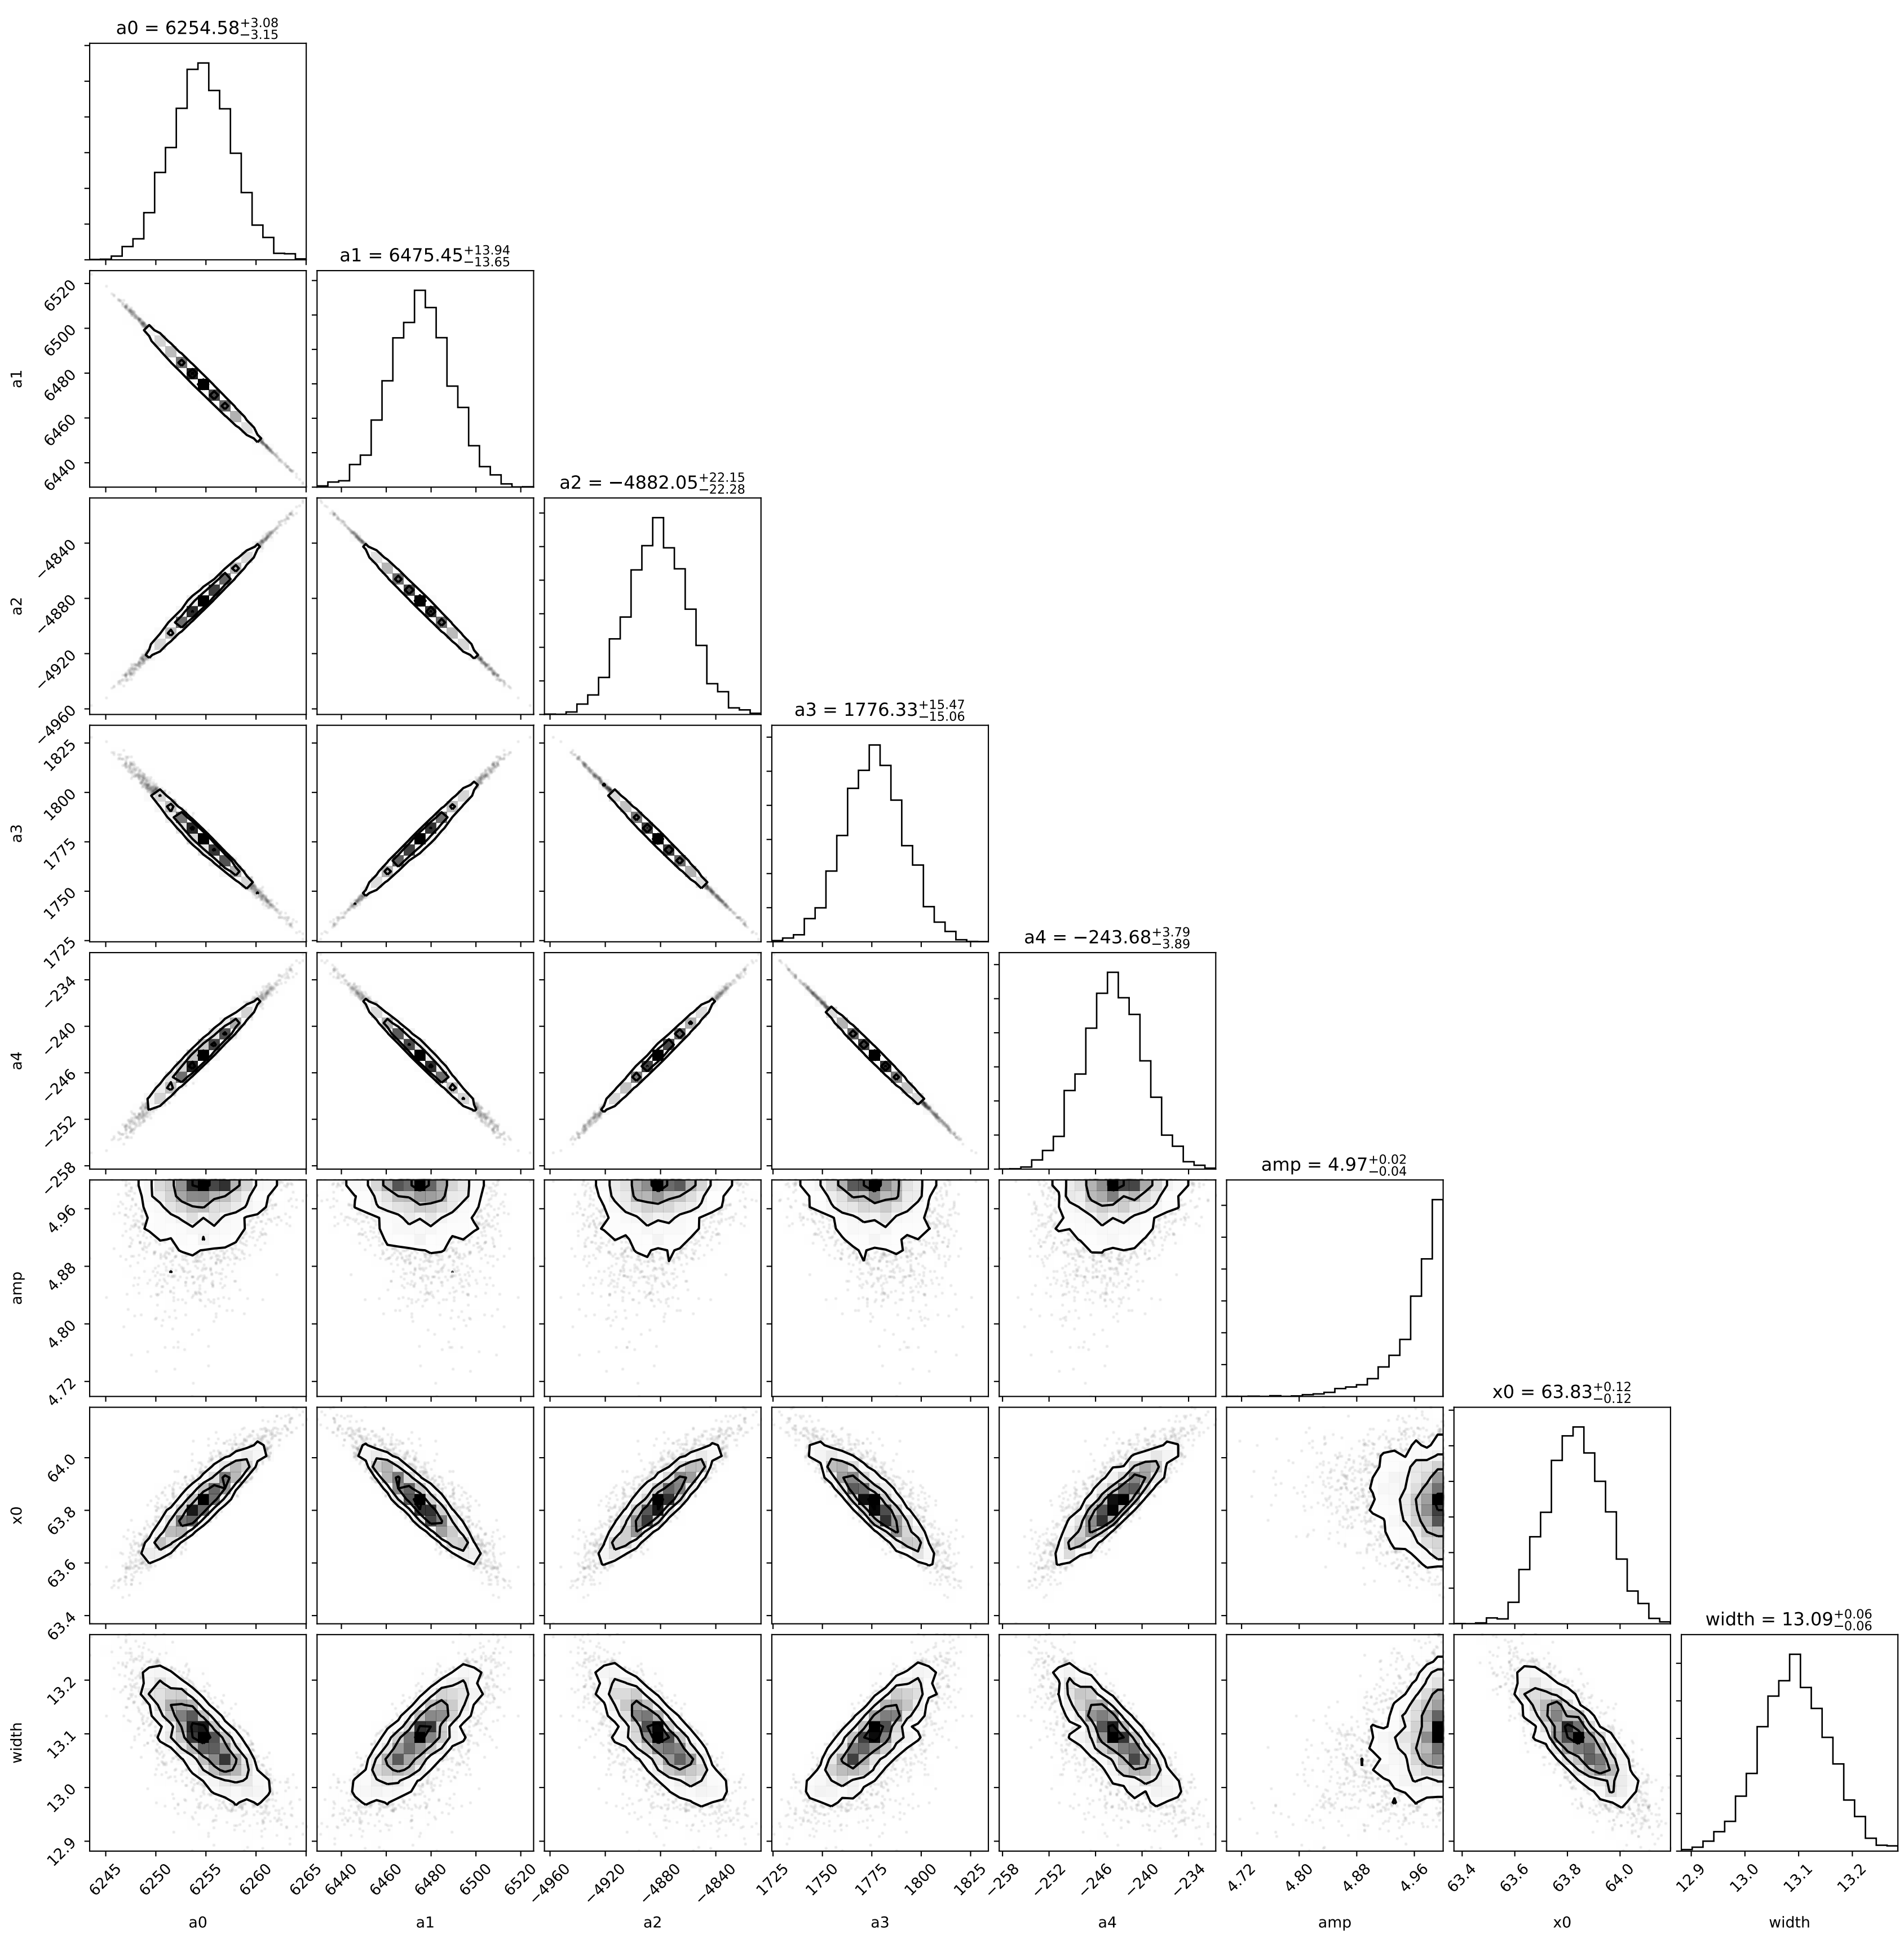 a0 = 6254.58+3.08−3.15
a1 = 6475.45+13.94−13.65
6520
6500
6480
6460
6440
a1
a2 = −4882.05+22.15−22.28
−4840
−4880
−4920
−4960
a2
a3 = 1776.33+15.47−15.06
1825
1800
1775
1750
1725
a3
a4 = −243.68+3.79−3.89
−234
−240
−246
−252
−258
a4
amp = 4.97+0.02−0.04
4.96
4.88
4.80
4.72
amp
x0 = 63.83+0.12−0.12
64.0
63.8
63.6
63.4
x0
width = 13.09+0.06−0.06
13.2
13.1
13.0
12.9
width
6245 6250 6255 6260 6265 6440 6460 6480 6500 6520 −4960 −4920 −4880 −4840 1725 1750 1775 1800 1825 −258 −252 −246 −240 −234 4.72 4.80 4.88 4.96 63.4 63.6 63.8 64.0 12.9 13.0 13.1 13.2
a0 a1 a2 a3 a4 amp x0 width